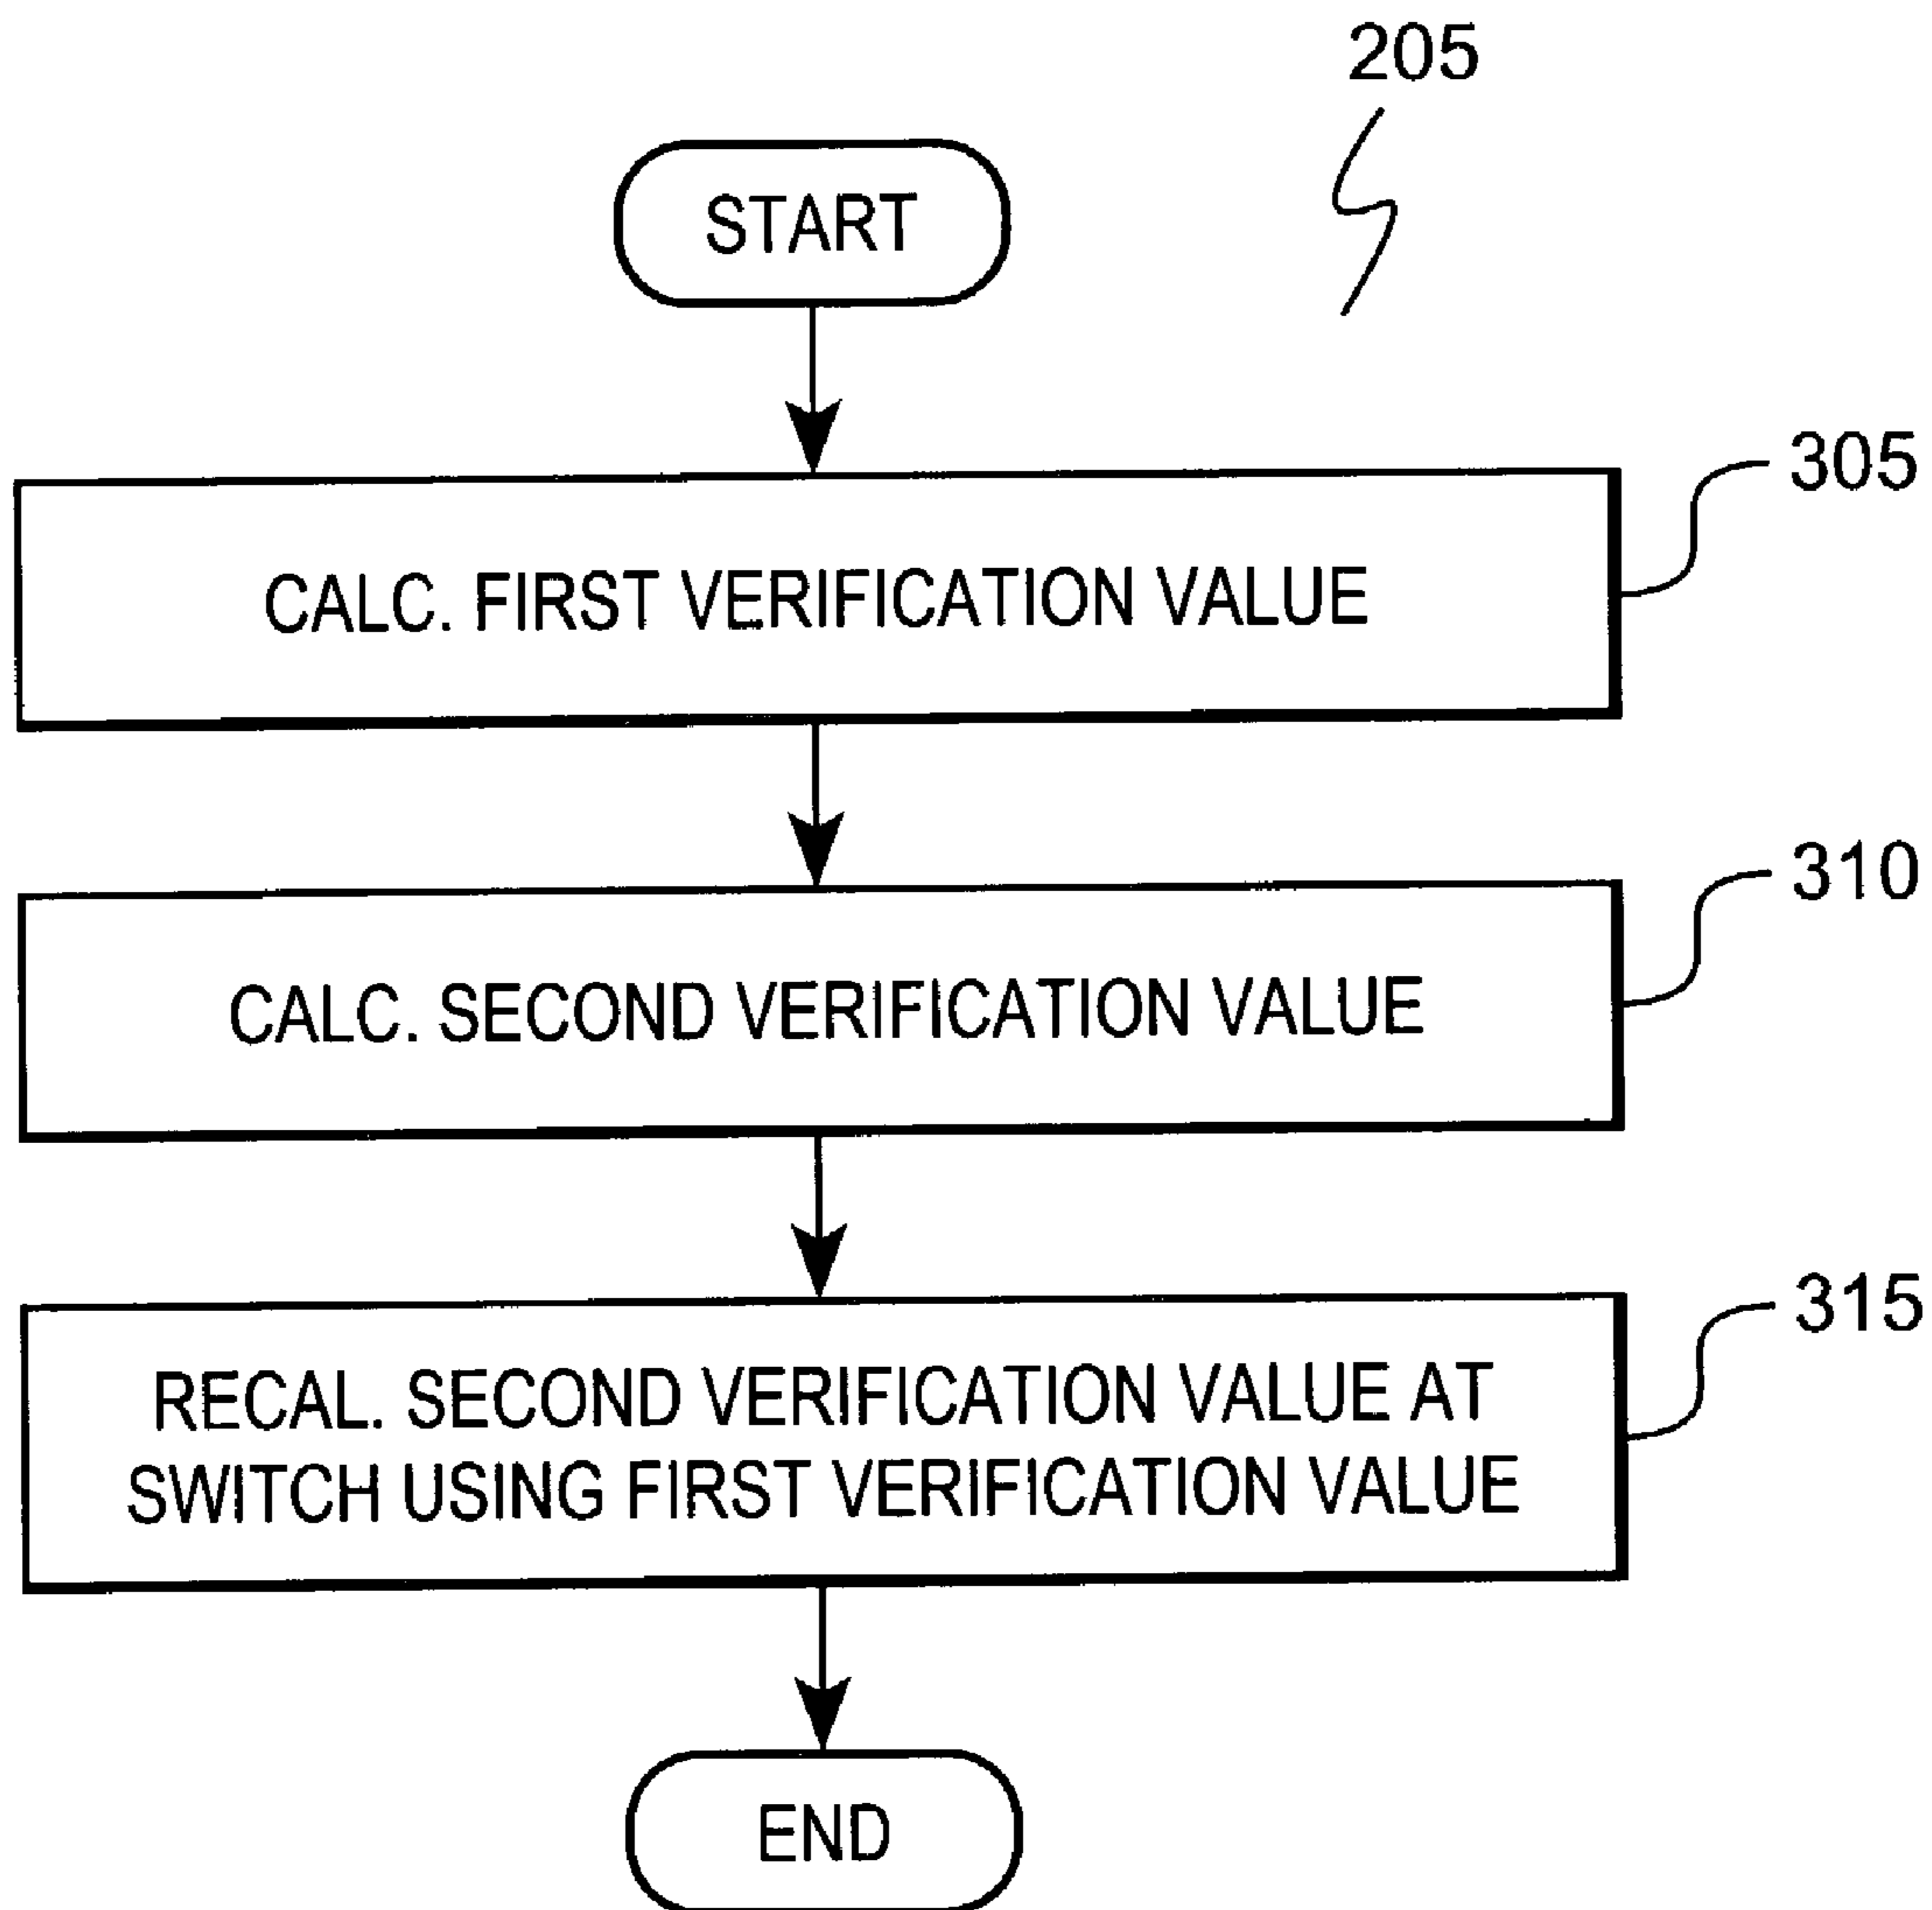 205
START
305
CALC. FIRST VERIFICATION VALUE
310
CALC. SECOND VERIFICATION VALUE
315
RECAL. SECOND VERIFICATION VALUE AT
SWITCH USING FIRST VERIFICATION VALUE
END